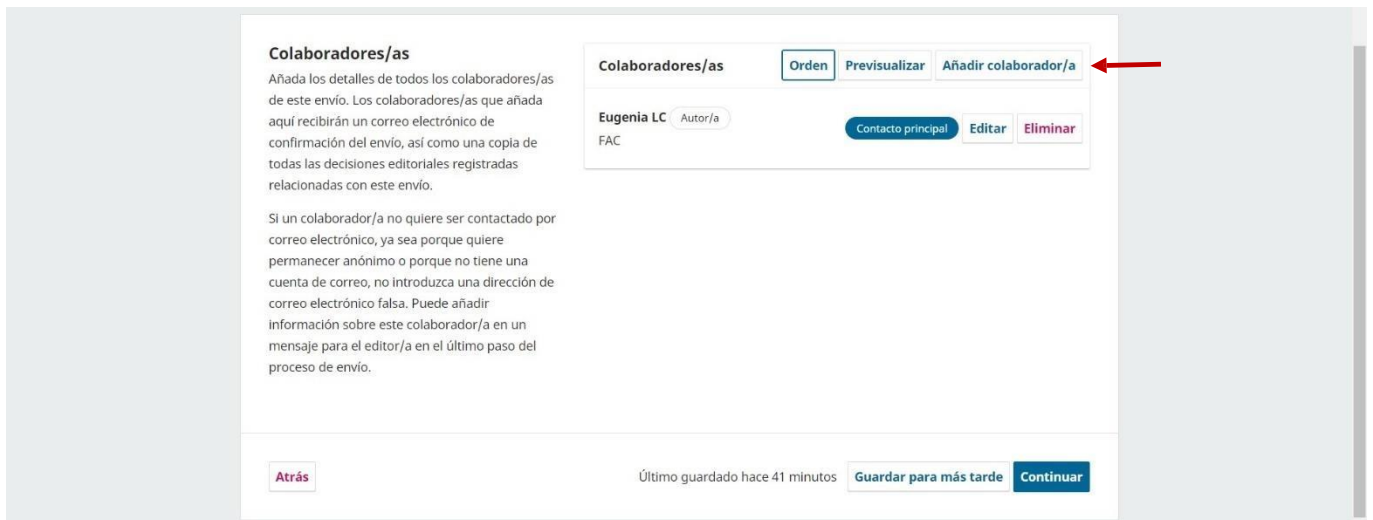 Colaboradores/as
Añada los detalles de todos los colaboradores/as
de este envío. Los colaboradores/as que añada
aquí recibirán un correo electrónico de
confirmación del envío, así como una copia de
todas las decisiones editoriales registradas
relacionadas con este envío.
Si un colaborador/a no quiere ser contactado por
correo electrónico, ya sea porque quiere
permanecer anónimo o porque no tiene una
cuenta de correo, no introduzca una dirección de
correo electrónico falsa. Puede añadir
información sobre este colaborador/a en un
mensaje para el editor/a en el último paso del
proceso de envío.
Colaboradores/as Orden Previsualizar Añadir colaborador/a
Eugenia LC Autor/a
FAC
Contacto principal Editar Eliminar
Atrás Último guardado hace 41 minutos Guardar para más tarde Continuar